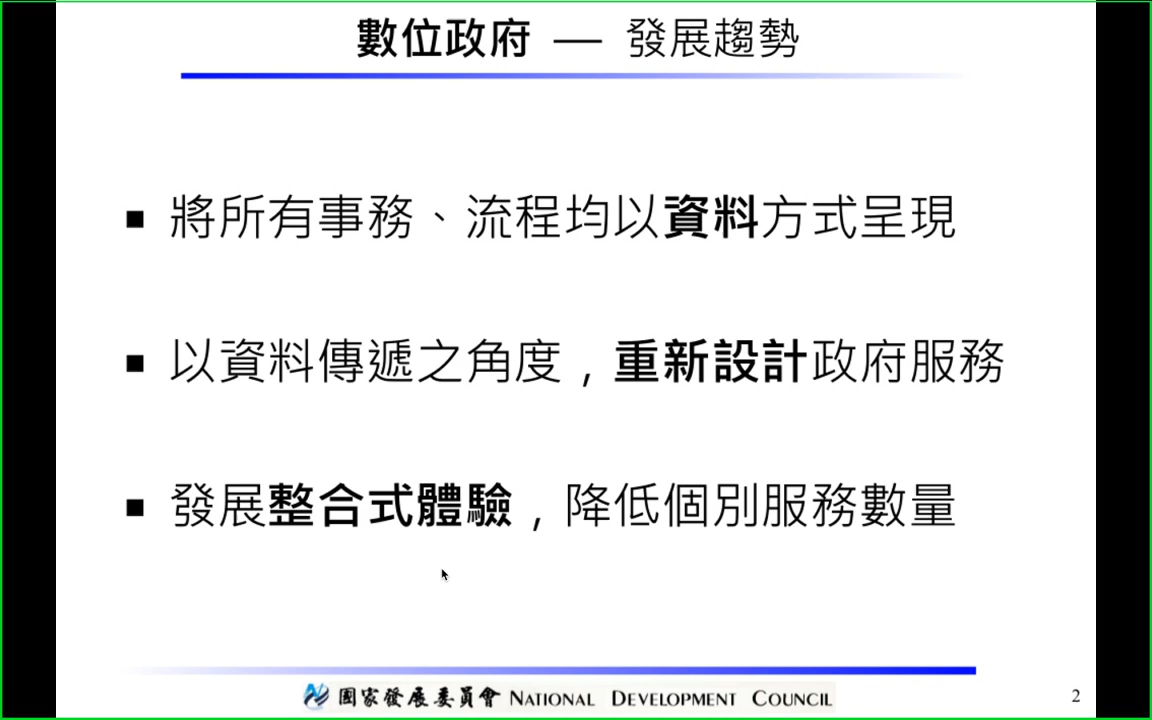 數位政府 — 發展趨勢
▪ 將所有事務、流程均以資料方式呈現
▪ 以資料傳遞之角度，重新設計政府服務
▪ 發展整合式體驗，降低個別服務數量
國家發展委員會 NATIONAL DEVELOPMENT COUNCIL
2